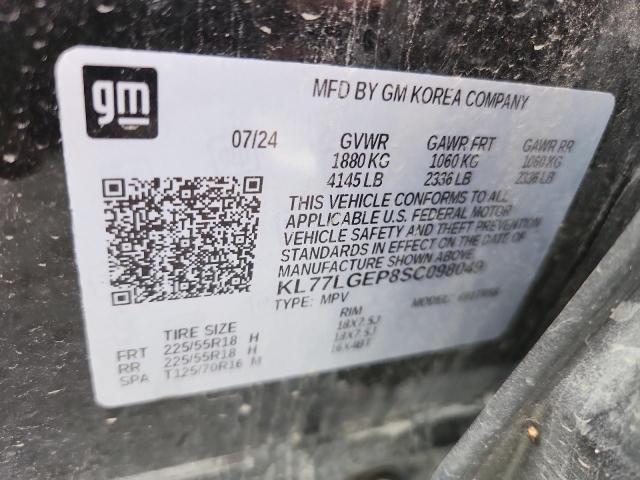 gm
MFD BY GM KOREA COMPANY
07/24 GVWR GAWR FRT GAWR RR
1880 KG 1060 KG 1060 KG
4145 LB 2336 LB 2336 LB
THIS VEHICLE CONFORMS TO ALL
APPLICABLE U.S. FEDERAL MOTOR
VEHICLE SAFETY AND THEFT PREVENTION
STANDARDS IN EFFECT ON THE DATE OF
MANUFACTURE SHOWN ABOVE.
KL77LGEP8SC098049
TYPE: MPV MODEL:
TIRE SIZE RIM
FRT 225/55R18 H 18X7.5J
RR 225/55R18 H 18X7.5J
SPA T125/70R16 M 16X4BT